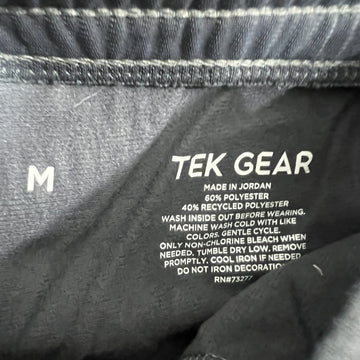 M
TEK GEAR
MADE IN JORDAN
60% POLYESTER
40% RECYCLED POLYESTER
WASH INSIDE OUT BEFORE WEARING.
MACHINE WASH COLD WITH LIKE
COLORS. GENTLE CYCLE.
ONLY NON-CHLORINE BLEACH WHEN
NEEDED. TUMBLE DRY LOW. REMOVE
PROMPTLY. COOL IRON IF NEEDED.
DO NOT IRON DECORATION